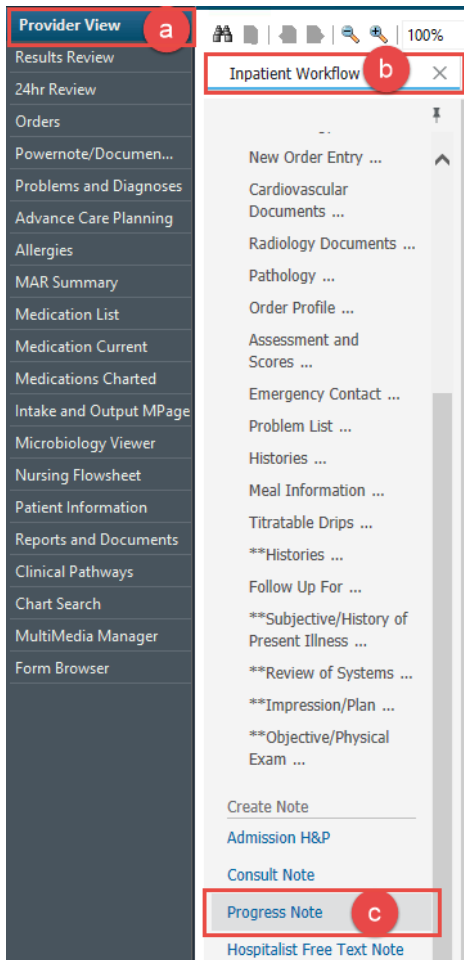 Provider View
a
Results Review
24hr Review
Orders
Powernote/Documen...
Problems and Diagnoses
Advance Care Planning
Allergies
MAR Summary
Medication List
Medication Current
Medications Charted
Intake and Output MPage
Microbiology Viewer
Nursing Flowsheet
Patient Information
Reports and Documents
Clinical Pathways
Chart Search
MultiMedia Manager
Form Browser
100%
Inpatient Workflow
b
New Order Entry ...
Cardiovascular
Documents ...
Radiology Documents ...
Pathology ...
Order Profile ...
Assessment and
Scores ...
Emergency Contact ...
Problem List ...
Histories ...
Meal Information ...
Titratable Drips ...
**Histories ...
Follow Up For ...
**Subjective/History of
Present Illness ...
**Review of Systems ...
**Impression/Plan ...
**Objective/Physical
Exam ...
Create Note
Admission H&P
Consult Note
Progress Note
c
Hospitalist Free Text Note